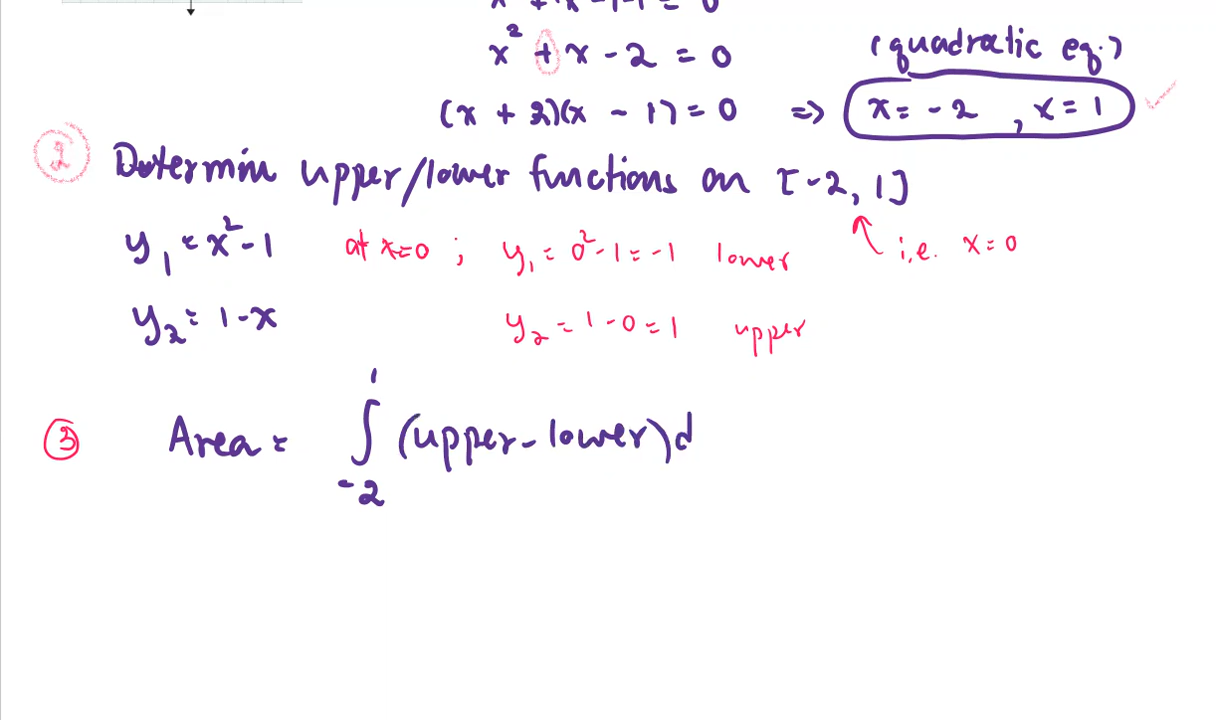 x² + x - 2 = 0 (quadratic eq.)
(x + 2)(x - 1) = 0 => x = -2 , x = 1
② Determin upper/lower functions on [-2, 1]
y₁ = x² - 1 at x=0 ; y₁ = 0² - 1 = -1 lower i.e. x = 0
y₂ = 1 - x y₂ = 1 - 0 = 1 upper
③ Area = ∫₋₂¹ (upper - lower) d